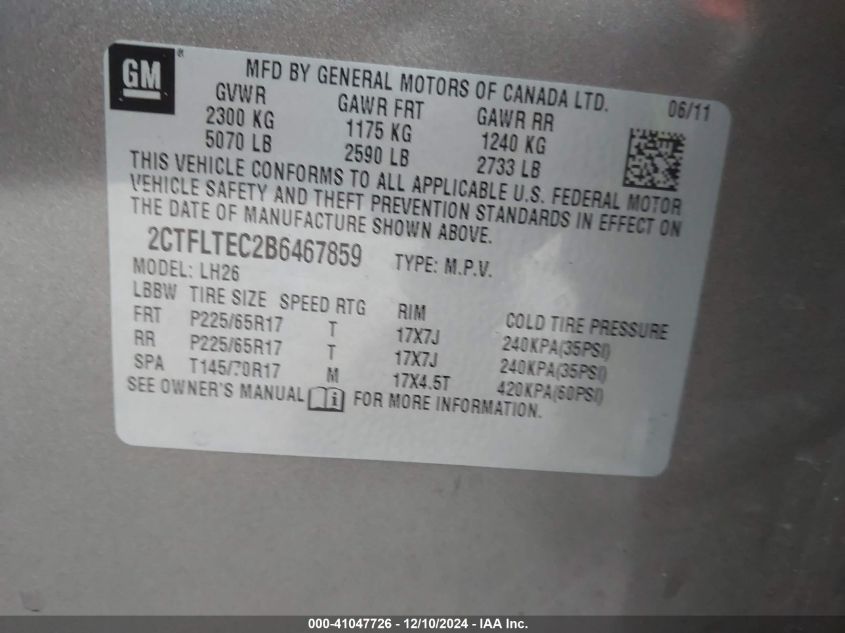 GM ®
MFD BY GENERAL MOTORS OF CANADA LTD. 06/11
GVWR GAWR FRT GAWR RR
2300 KG 1175 KG 1240 KG
5070 LB 2590 LB 2733 LB
THIS VEHICLE CONFORMS TO ALL APPLICABLE U.S. FEDERAL MOTOR
VEHICLE SAFETY AND THEFT PREVENTION STANDARDS IN EFFECT ON
THE DATE OF MANUFACTURE SHOWN ABOVE.
2CTFLTEC2B6467859 TYPE: M.P.V.
MODEL: LH26
LBBW TIRE SIZE SPEED RTG RIM COLD TIRE PRESSURE
FRT P225/65R17 T 17X7J 240KPA(35PSI)
RR P225/65R17 T 17X7J 240KPA(35PSI)
SPA T145/70R17 M 17X4.5T 420KPA(60PSI)
SEE OWNER'S MANUAL i FOR MORE INFORMATION.
000-41047726 - 12/10/2024 - IAA Inc.